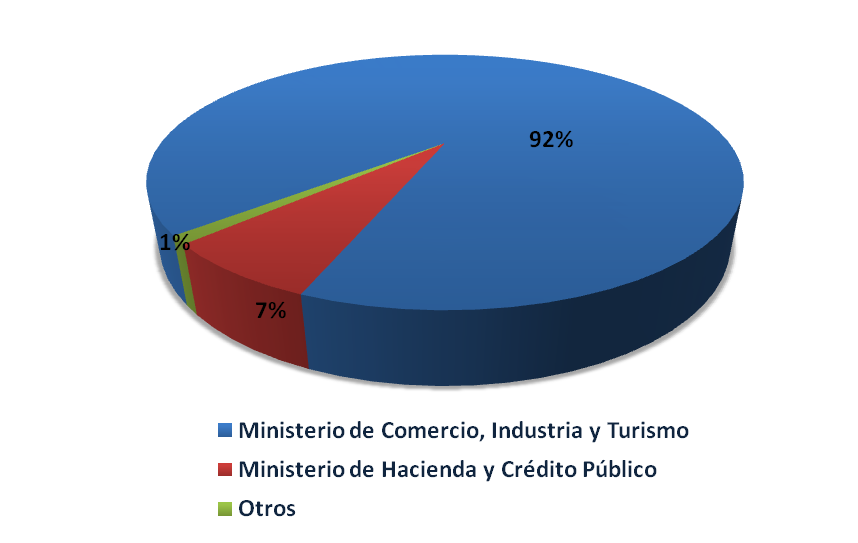 92%
1%
7%
Ministerio de Comercio, Industria y Turismo
Ministerio de Hacienda y Crédito Público
Otros